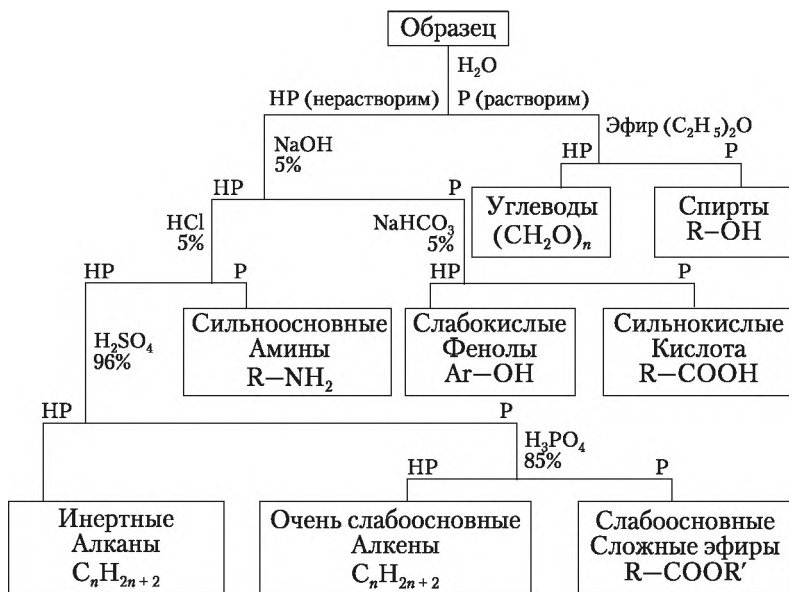 Образец
H₂O
НР (нерастворим) Р (растворим)
Эфир (C₂H₅)₂O
NaOH
5%
НР Р
НР Р
Углеводы
(CH₂O)ₙ
Спирты
R–OH
HCl
5%
NaHCO₃
5%
НР Р
НР Р
Сильноосновные
Амины
R–NH₂
Слабокислые
Фенолы
Ar–OH
Сильнокислые
Кислота
R–COOH
H₂SO₄
96%
НР Р
H₃PO₄
85%
НР Р
Инертные
Алканы
CₙH₂ₙ₊₂
Очень слабоосновные
Алкены
CₙH₂ₙ₊₂
Слабоосновные
Сложные эфиры
R–COOR′